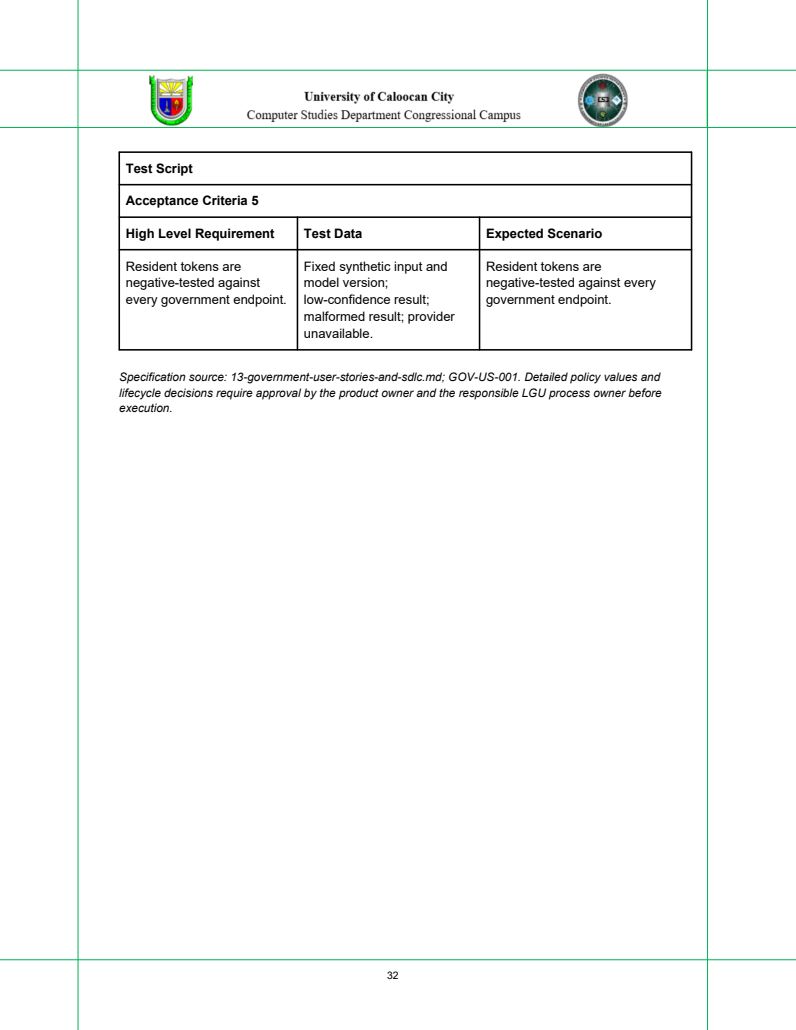 University of Caloocan City
Computer Studies Department Congressional Campus
Test Script
Acceptance Criteria 5
High Level Requirement
Test Data
Expected Scenario
Resident tokens are
negative-tested against
every government endpoint.
Fixed synthetic input and
model version;
low-confidence result;
malformed result; provider
unavailable.
Resident tokens are
negative-tested against every
government endpoint.
Specification source: 13-government-user-stories-and-sdlc.md; GOV-US-001. Detailed policy values and
lifecycle decisions require approval by the product owner and the responsible LGU process owner before
execution.
32